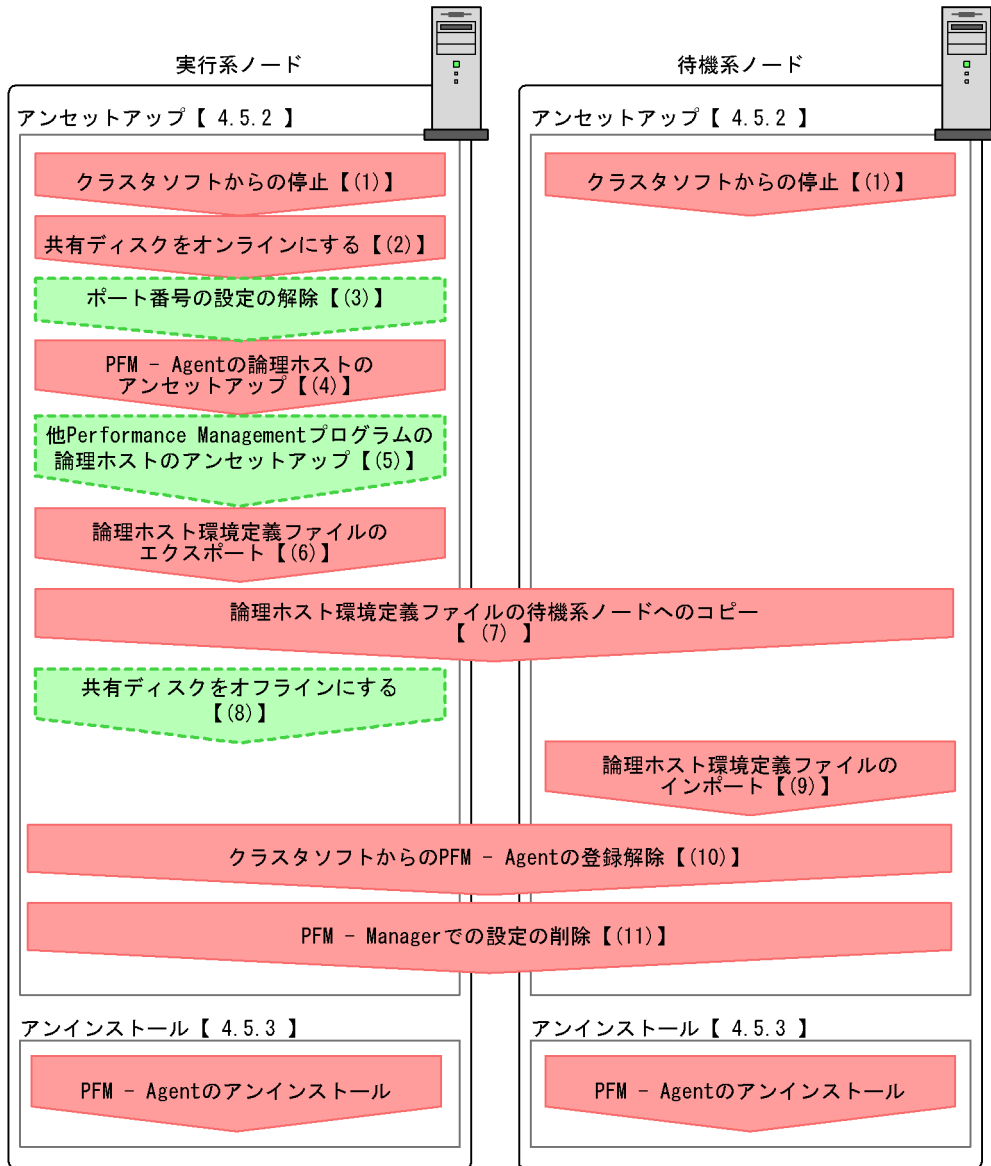 実行系ノード
待機系ノード
アンセットアップ【 4.5.2 】
アンセットアップ【 4.5.2 】
クラスタソフトからの停止【(1)】
クラスタソフトからの停止【(1)】
共有ディスクをオンラインにする【(2)】
ポート番号の設定の解除【(3)】
PFM - Agentの論理ホストの
アンセットアップ【(4)】
他Performance Managementプログラムの
論理ホストのアンセットアップ【(5)】
論理ホスト環境定義ファイルの
エクスポート【(6)】
論理ホスト環境定義ファイルの待機系ノードへのコピー
【 (7) 】
共有ディスクをオフラインにする
【(8)】
論理ホスト環境定義ファイルの
インポート【(9)】
クラスタソフトからのPFM - Agentの登録解除【(10)】
PFM - Managerでの設定の削除【(11)】
アンインストール【 4.5.3 】
アンインストール【 4.5.3 】
PFM - Agentのアンインストール
PFM - Agentのアンインストール